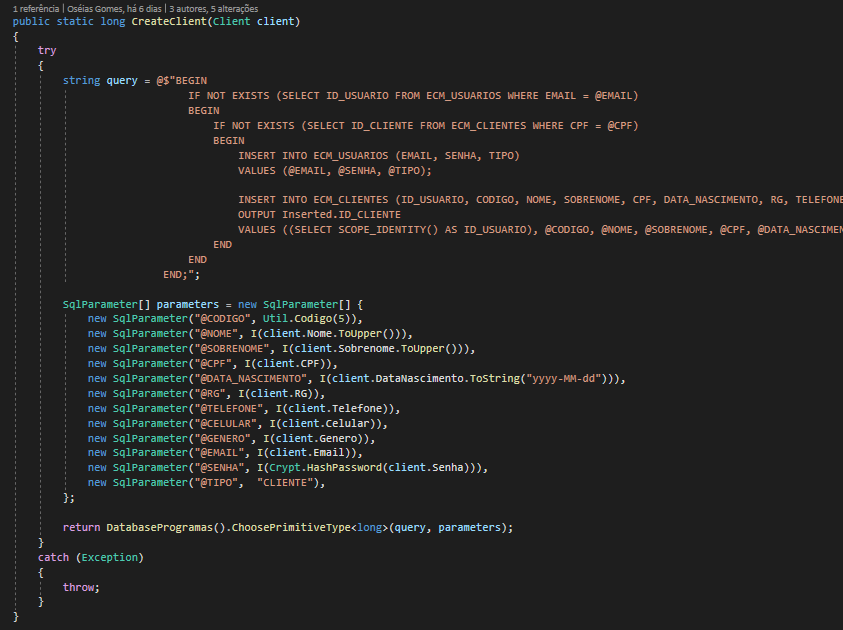 1 referência | Oséias Gomes, há 6 dias | 3 autores, 5 alterações
public static long CreateClient(Client client)
{
try
{
string query = @$"BEGIN
IF NOT EXISTS (SELECT ID_USUARIO FROM ECM_USUARIOS WHERE EMAIL = @EMAIL)
BEGIN
IF NOT EXISTS (SELECT ID_CLIENTE FROM ECM_CLIENTES WHERE CPF = @CPF)
BEGIN
INSERT INTO ECM_USUARIOS (EMAIL, SENHA, TIPO)
VALUES (@EMAIL, @SENHA, @TIPO);
INSERT INTO ECM_CLIENTES (ID_USUARIO, CODIGO, NOME, SOBRENOME, CPF, DATA_NASCIMENTO, RG, TELEFONE
OUTPUT Inserted.ID_CLIENTE
VALUES ((SELECT SCOPE_IDENTITY() AS ID_USUARIO), @CODIGO, @NOME, @SOBRENOME, @CPF, @DATA_NASCIMEN
END
END
END;";
SqlParameter[] parameters = new SqlParameter[] {
new SqlParameter("@CODIGO", Util.Codigo(5)),
new SqlParameter("@NOME", I(client.Nome.ToUpper())),
new SqlParameter("@SOBRENOME", I(client.Sobrenome.ToUpper())),
new SqlParameter("@CPF", I(client.CPF)),
new SqlParameter("@DATA_NASCIMENTO", I(client.DataNascimento.ToString("yyyy-MM-dd"))),
new SqlParameter("@RG", I(client.RG)),
new SqlParameter("@TELEFONE", I(client.Telefone)),
new SqlParameter("@CELULAR", I(client.Celular)),
new SqlParameter("@GENERO", I(client.Genero)),
new SqlParameter("@EMAIL", I(client.Email)),
new SqlParameter("@SENHA", I(Crypt.HashPassword(client.Senha))),
new SqlParameter("@TIPO", "CLIENTE"),
};
return DatabaseProgramas().ChoosePrimitiveType<long>(query, parameters);
}
catch (Exception)
{
throw;
}
}